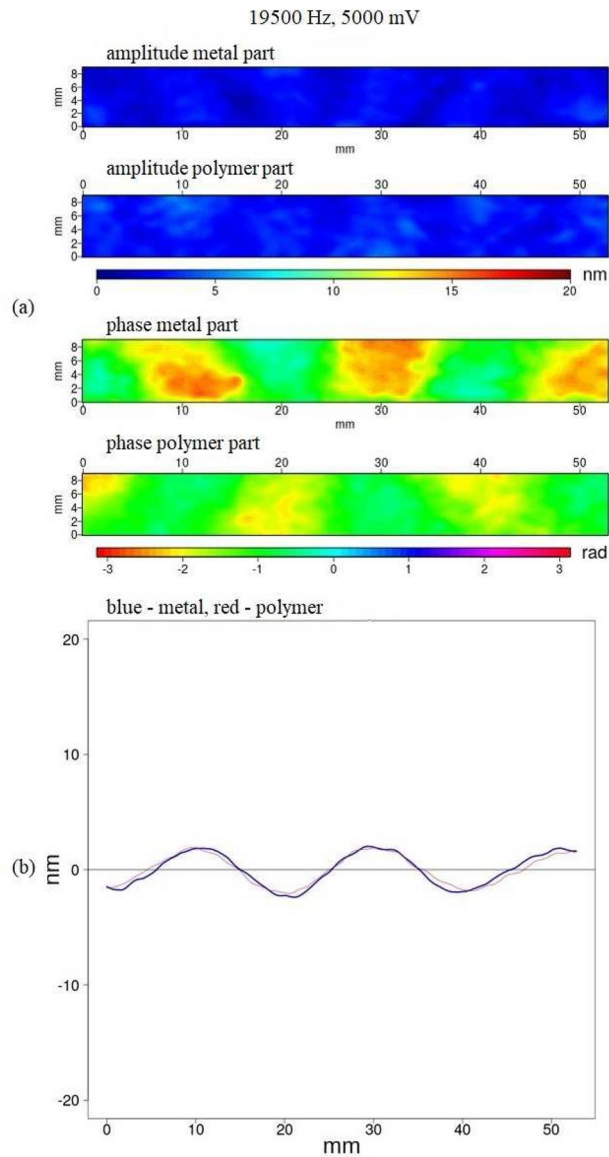 19500 Hz, 5000 mV
amplitude metal part
mm
0 2 4 6 8
0 10 20 30 40 50
mm
amplitude polymer part
0 10 20 30 40 50
mm
0 2 4 6 8
0 5 10 15 20 nm
(a)
phase metal part
mm
0 2 4 6 8
0 10 20 30 40 50
mm
phase polymer part
0 10 20 30 40 50
mm
0 2 4 6 8
-3 -2 -1 0 1 2 3 rad
blue - metal, red - polymer
20
10
(b) nm 0
-10
-20
0 10 20 30 40 50
mm